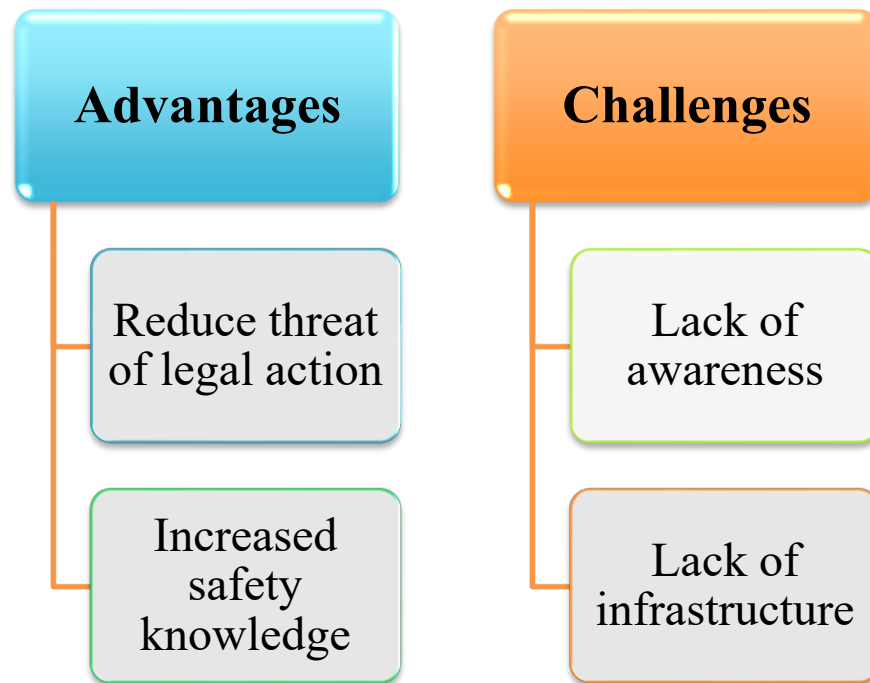 Advantages
Reduce threat
of legal action
Increased
safety
knowledge
Challenges
Lack of
awareness
Lack of
infrastructure